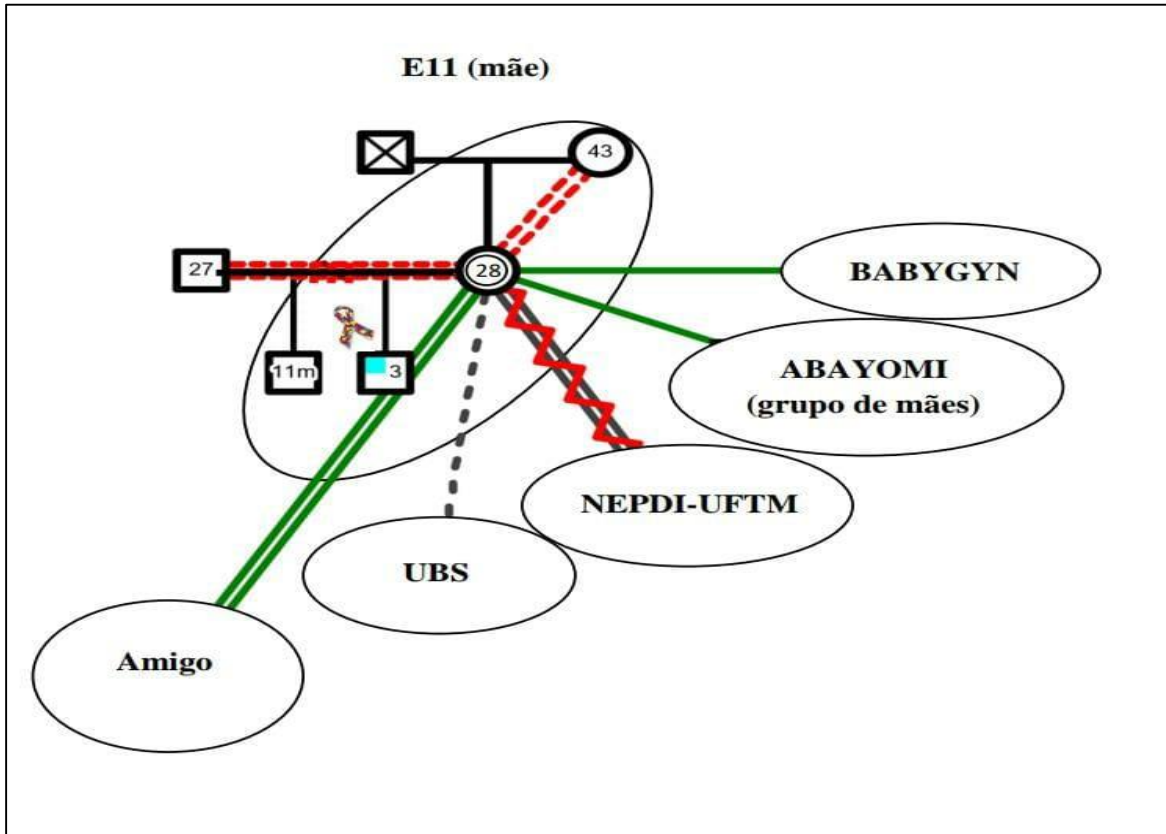 E11 (mãe)
43
27
28
BABYGYN
11m
3
ABAYOMI
(grupo de mães)
NEPDI-UFTM
UBS
Amigo